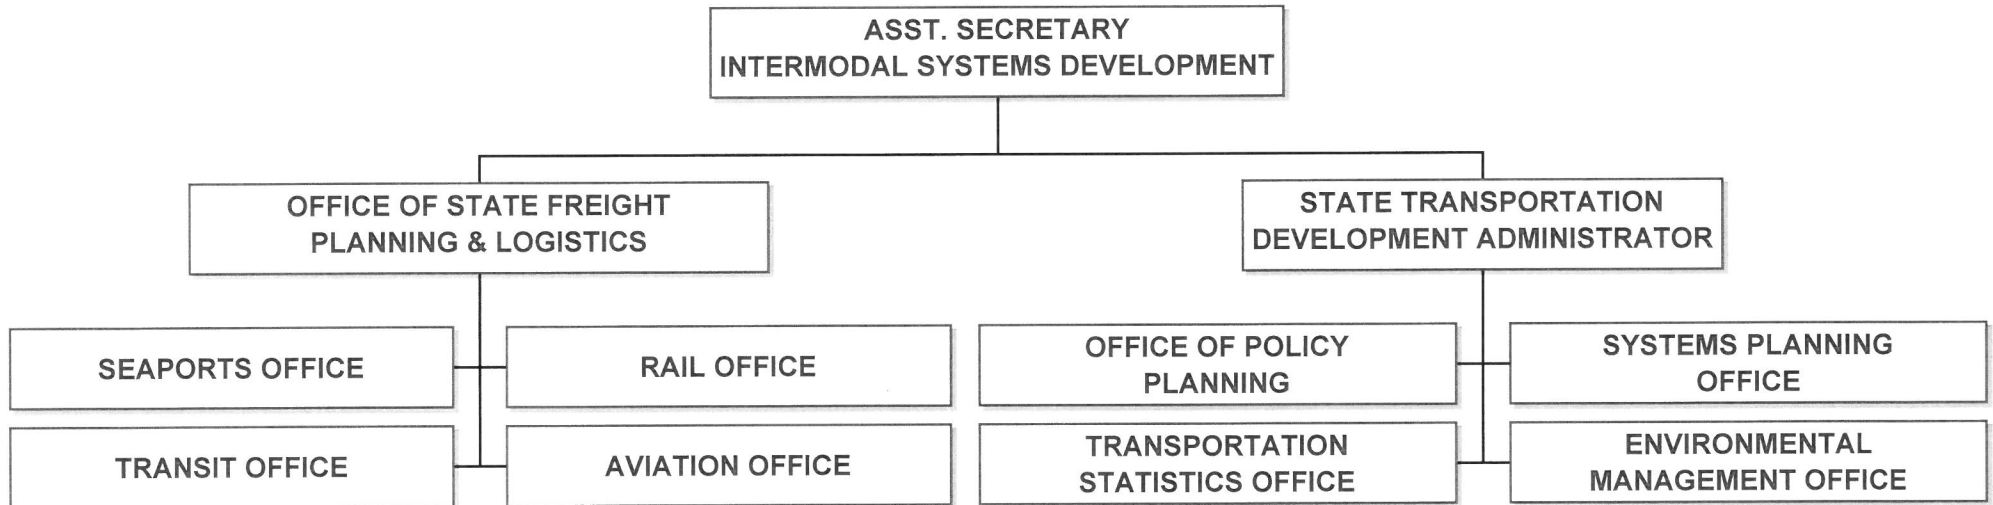 ASST. SECRETARY
INTERMODAL SYSTEMS DEVELOPMENT
OFFICE OF STATE FREIGHT
PLANNING & LOGISTICS
STATE TRANSPORTATION
DEVELOPMENT ADMINISTRATOR
SEAPORTS OFFICE
RAIL OFFICE
OFFICE OF POLICY
PLANNING
SYSTEMS PLANNING
OFFICE
TRANSIT OFFICE
AVIATION OFFICE
TRANSPORTATION
STATISTICS OFFICE
ENVIRONMENTAL
MANAGEMENT OFFICE